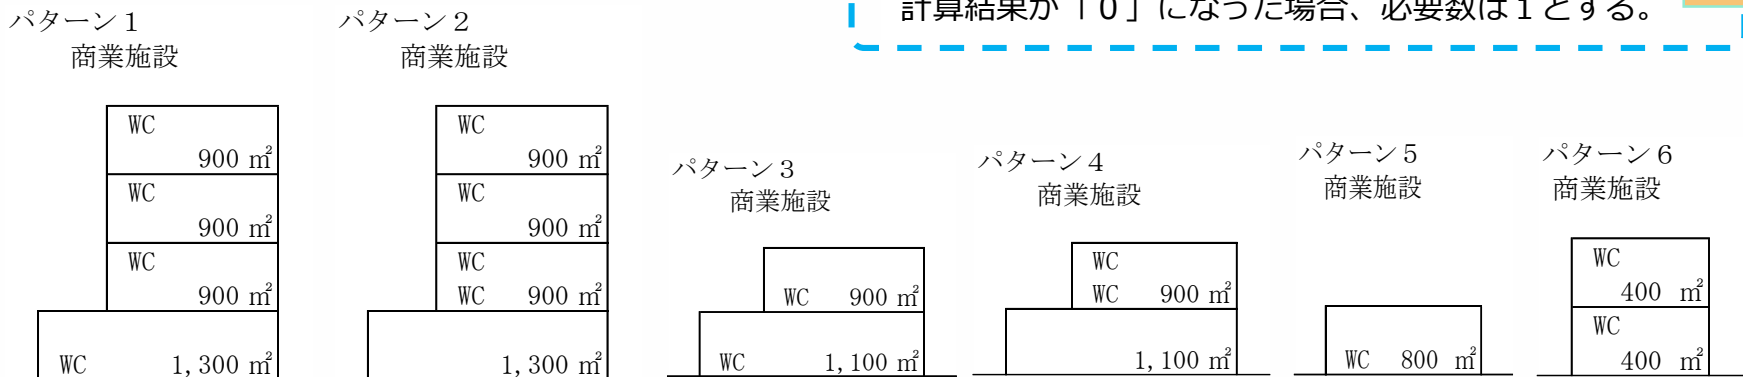 計算結果が「０」になった場合、必要数は１とする。
パターン１
商業施設
WC
900 ㎡
WC
900 ㎡
WC
900 ㎡
WC 1,300 ㎡
パターン２
商業施設
WC
900 ㎡
WC
900 ㎡
WC
WC 900 ㎡
1,300 ㎡
パターン３
商業施設
WC 900 ㎡
WC 1,100 ㎡
パターン４
商業施設
WC
WC 900 ㎡
1,100 ㎡
パターン５
商業施設
WC 800 ㎡
パターン６
商業施設
WC
400 ㎡
WC
400 ㎡